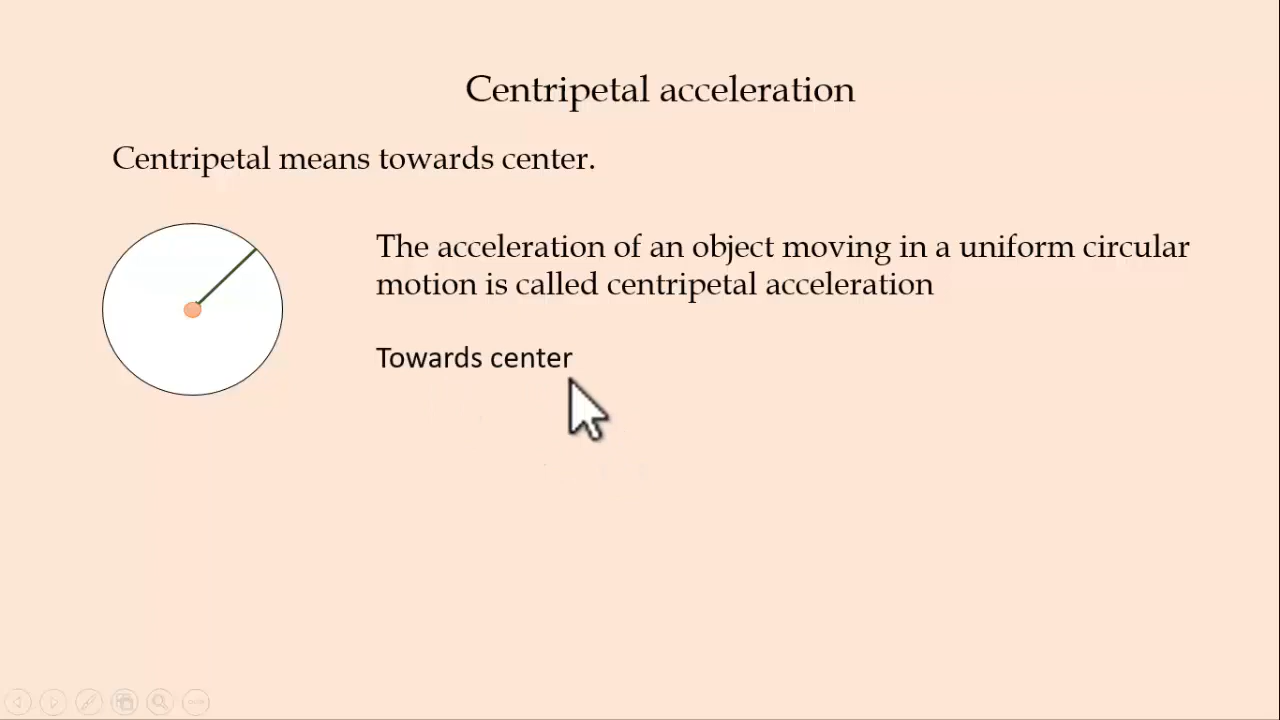 Centripetal acceleration
Centripetal means towards center.
The acceleration of an object moving in a uniform circular
motion is called centripetal acceleration
Towards center